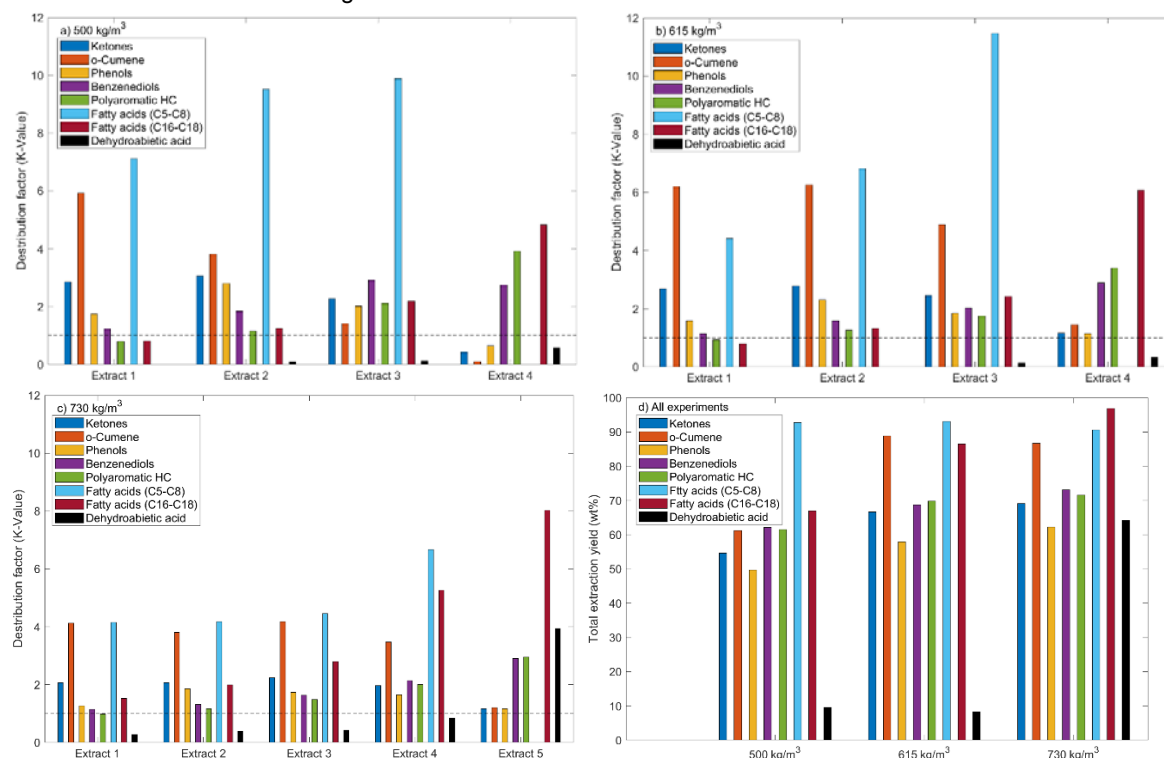 a) 500 kg/m³
Ketones
o-Cumene
Phenols
Benzenediols
Polyaromatic HC
Fatty acids (C5-C8)
Fatty acids (C16-C18)
Dehydroabietic acid
Destribution factor (K-Value)
12
10
8
6
4
2
0
Extract 1
Extract 2
Extract 3
Extract 4
b) 615 kg/m³
Ketones
o-Cumene
Phenols
Benzenediols
Polyaromatic HC
Fatty acids (C5-C8)
Fatty acids (C16-C18)
Dehydroabietic acid
Destribution factor (K-Value)
12
10
8
6
4
2
0
Extract 1
Extract 2
Extract 3
Extract 4
c) 730 kg/m³
Ketones
o-Cumene
Phenols
Benzenediols
Polyaromatic HC
Fatty acids (C5-C8)
Fatty acids (C16-C18)
Dehydroabietic acid
Destribution factor (K-Value)
12
10
8
6
4
2
0
Extract 1
Extract 2
Extract 3
Extract 4
Extract 5
d) All experiments
Ketones
o-Cumene
Phenols
Benzenediols
Polyaromatic HC
Ftty acids (C5-C8)
Fatty acids (C16-C18)
Dehydroabietic acid
Total extraction yield (wt%)
100
90
80
70
60
50
40
30
20
10
0
500 kg/m³
615 kg/m³
730 kg/m³